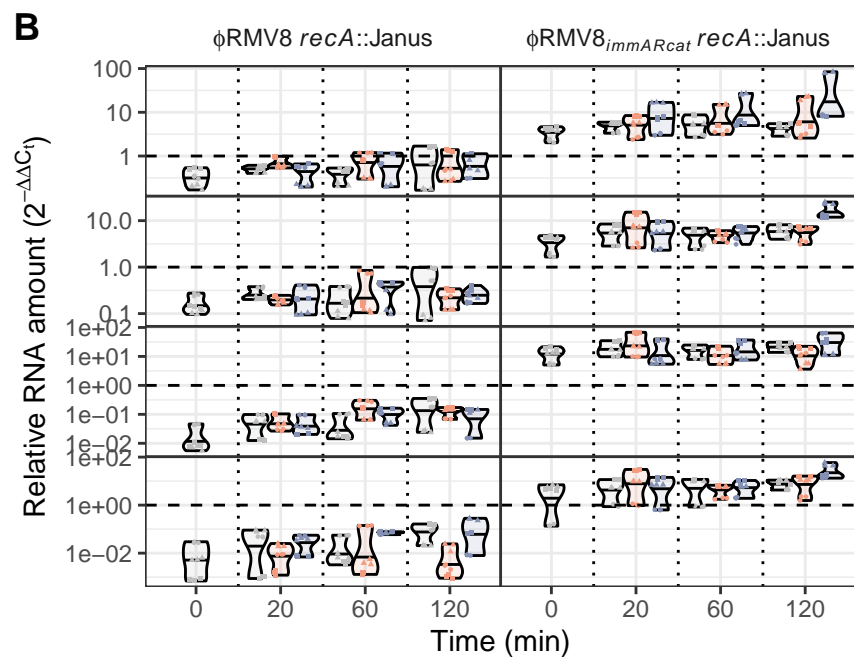 B
ϕRMV8 recA::Janus
ϕRMV8immARcat recA::Janus
Relative RNA amount (2^−ΔΔCt)
100
10
1
10.0
1.0
0.1
1e+02
1e+01
1e+00
1e−01
1e−02
1e+02
1e+00
1e−02
0 20 60 120 0 20 60 120
Time (min)